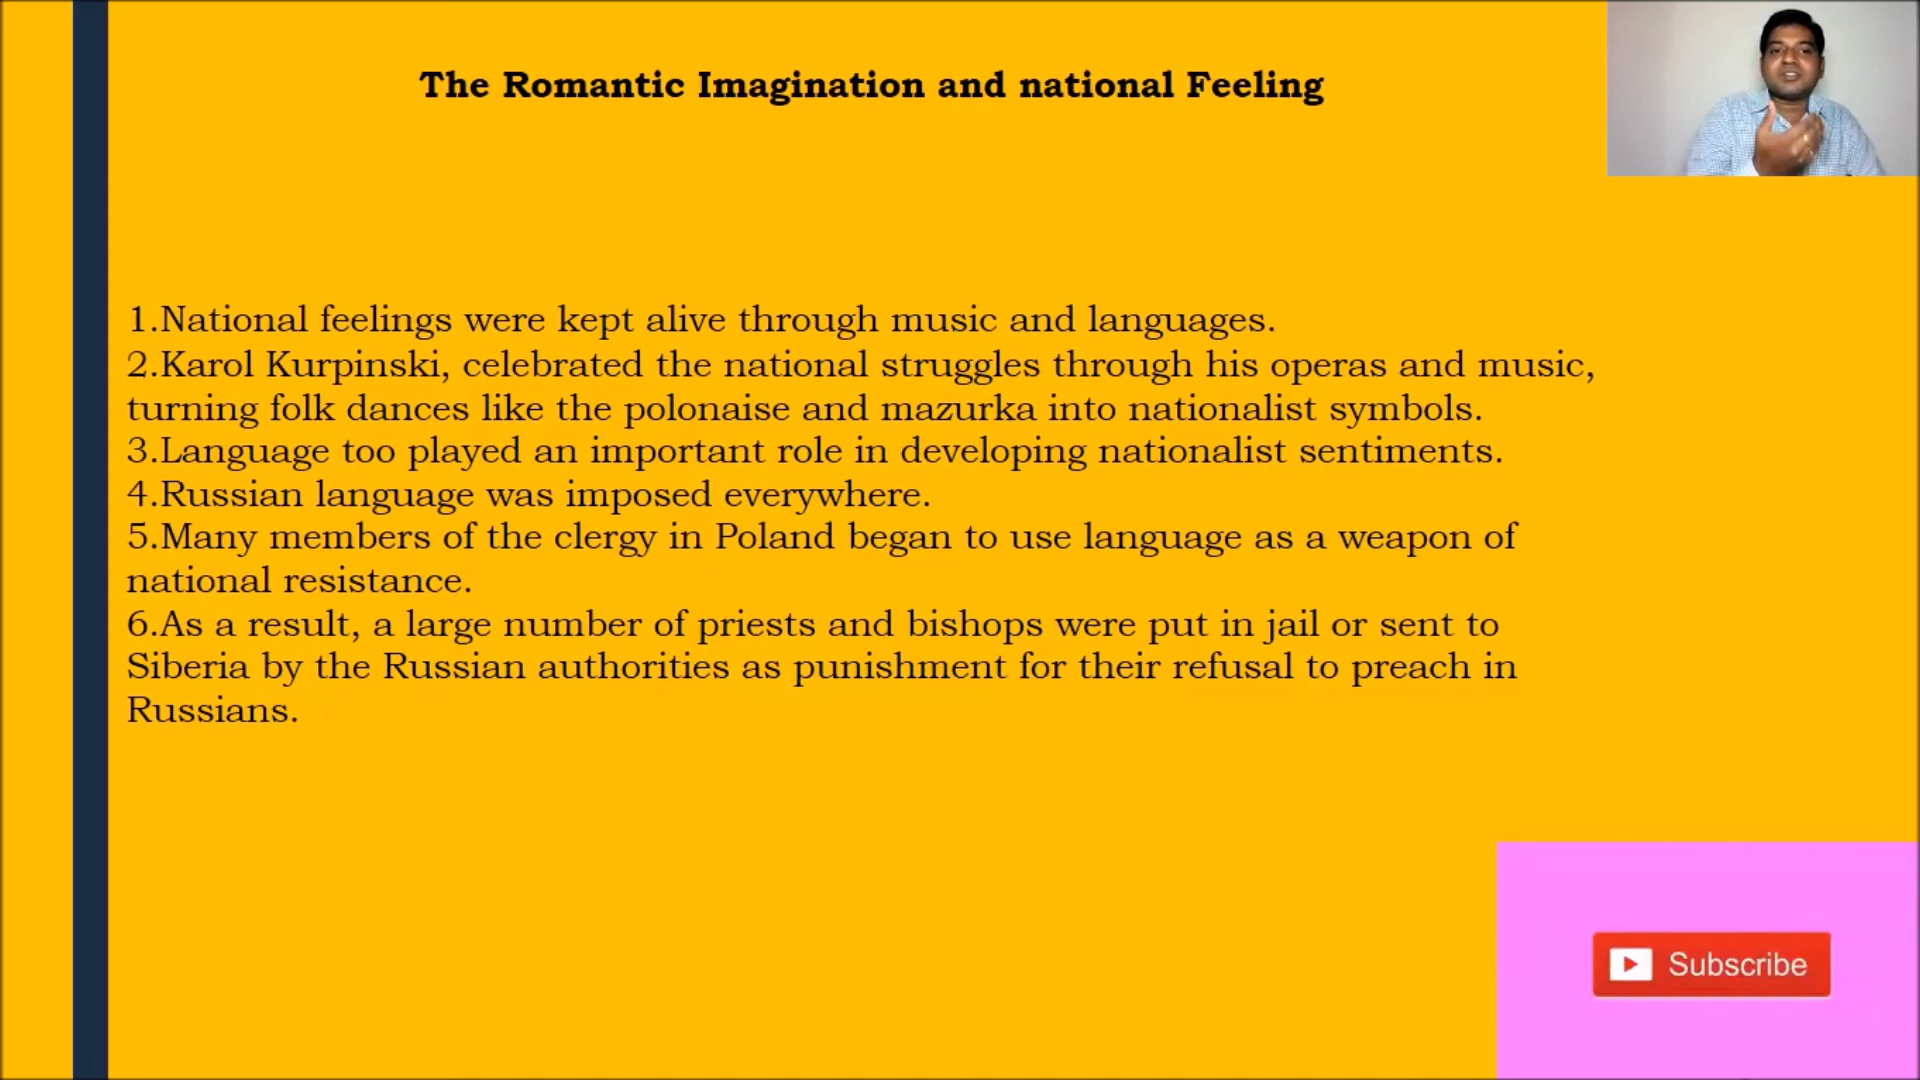 The Romantic Imagination and national Feeling
1.National feelings were kept alive through music and languages.
2.Karol Kurpinski, celebrated the national struggles through his operas and music,
turning folk dances like the polonaise and mazurka into nationalist symbols.
3.Language too played an important role in developing nationalist sentiments.
4.Russian language was imposed everywhere.
5.Many members of the clergy in Poland began to use language as a weapon of
national resistance.
6.As a result, a large number of priests and bishops were put in jail or sent to
Siberia by the Russian authorities as punishment for their refusal to preach in
Russians.
Subscribe